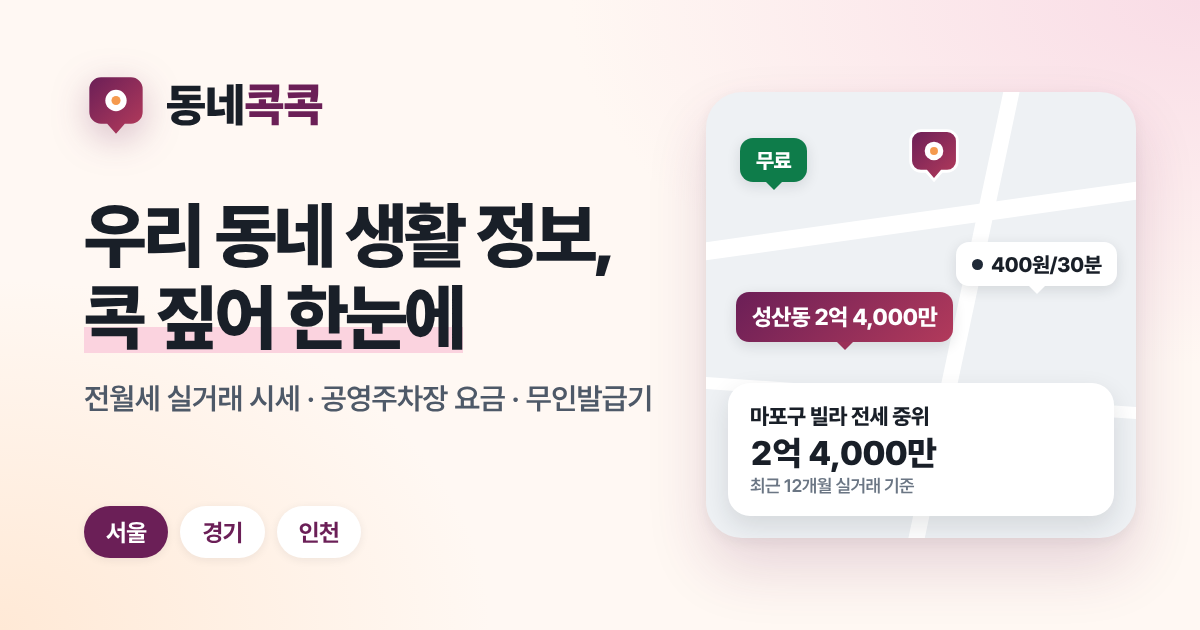 동네콕콕
우리 동네 생활 정보,
콕 짚어 한눈에
전월세 실거래 시세 · 공영주차장 요금 · 무인발급기
서울
경기
인천
무료
400원/30분
성산동 2억 4,000만
마포구 빌라 전세 중위
2억 4,000만
최근 12개월 실거래 기준